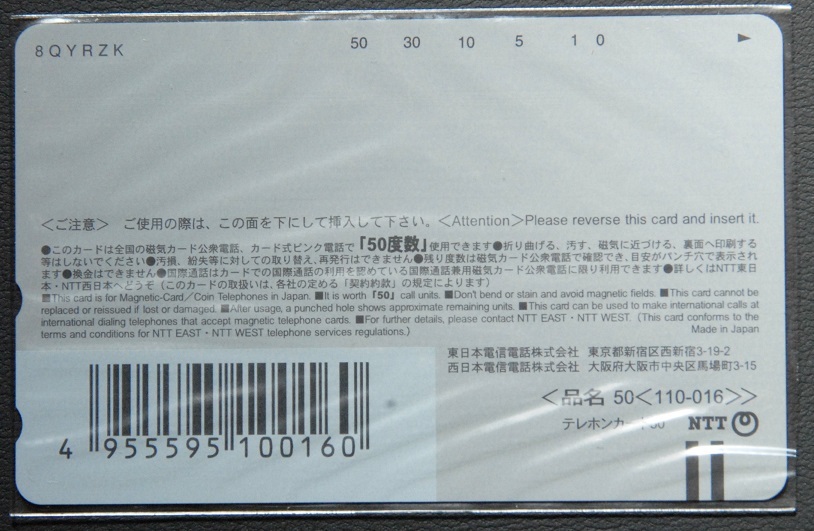 8QYRZK 50 30 10 5 1 0 ►
＜ご注意＞ ご使用の際は、この面を下にして挿入して下さい。＜Attention＞Please reverse this card and insert it.
●このカードは全国の磁気カード公衆電話、カード式ピンク電話で「50度数」使用できます●折り曲げる、汚す、磁気に近づける、裏面へ印刷する
等はしないでください●汚損、紛失等に対しての取り替え、再発行はできません●残り度数は磁気カード公衆電話で確認でき、目安がパンチ穴で表示され
ます●換金はできません●国際通話はカードでの国際通話の利用を認めている国際通話兼用磁気カード公衆電話に限り利用できます●詳しくはNTT東日
本・NTT西日本へどうぞ（このカードの取扱いは、各社の定める「契約約款」の規定によります）
■This card is for Magnetic-Card／Coin Telephones in Japan. ■It is worth「50」call units. ■Don't bend or stain and avoid magnetic fields. ■This card cannot be
replaced or reissued if lost or damaged. ■After usage, a punched hole shows approximate remaining units. ■This card can be used to make international calls at
international dialing telephones that accept magnetic telephone cards. ■For further details, please contact NTT EAST・NTT WEST.（This card conforms to the
terms and conditions for NTT EAST・NTT WEST telephone services regulations.） Made in Japan
東日本電信電話株式会社 東京都新宿区西新宿3-19-2
西日本電信電話株式会社 大阪府大阪市中央区馬場町3-15
＜品名 50＜110-016＞＞
テレホンカード50 NTT
4 955595 100160